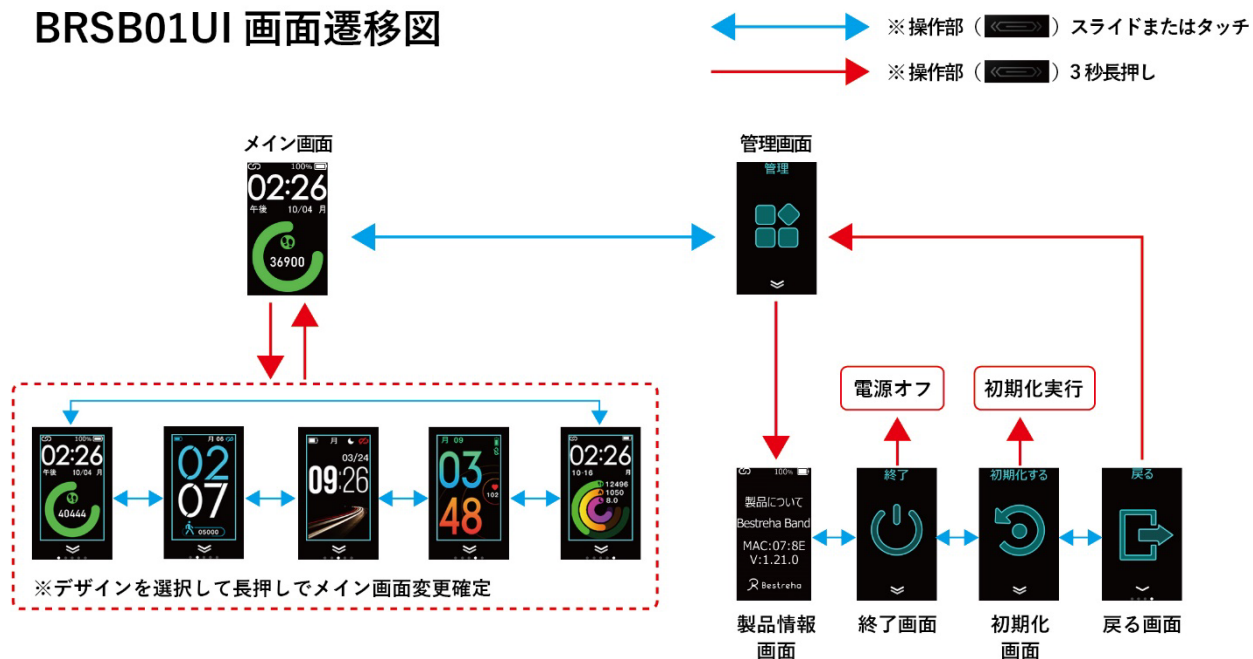 BRSB01UI 画面遷移図
※操作部（ ）スライドまたはタッチ
※操作部（ ）3秒長押し
メイン画面
100%
02:26
午後 10/04 月
36900
管理画面
管理
電源オフ
初期化実行
100%
02:26
午後 10/04 月
40444
月 06
02
07
05000
月
03/24
09:26
月 09
03
48
102
100%
02:26
10-16 月
12496
1050
8.0
※デザインを選択して長押しでメイン画面変更確定
100%
製品について
Bestreha Band
MAC:07:8E
V:1.21.0
Bestreha
終了
初期化する
戻る
製品情報
画面
終了画面
初期化
画面
戻る画面